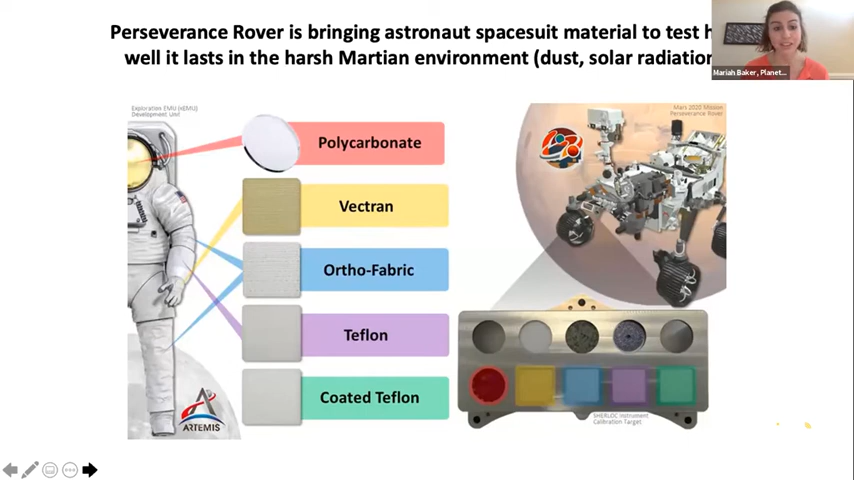 Perseverance Rover is bringing astronaut spacesuit material to test
well it lasts in the harsh Martian environment (dust, solar radiation
Mariah Baker, Planet...
Exploration EMU (xEMU)
Development Unit
Mars 2020 Mission
Perseverance Rover
Polycarbonate
Vectran
Ortho-Fabric
Teflon
Coated Teflon
ARTEMIS
SHERLOC Instrument
Calibration Target